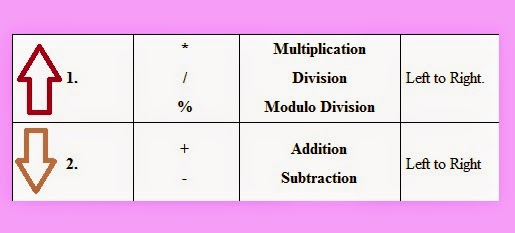 1. * Multiplication
/ Division Left to Right.
% Modulo Division
2. + Addition
- Subtraction Left to Right